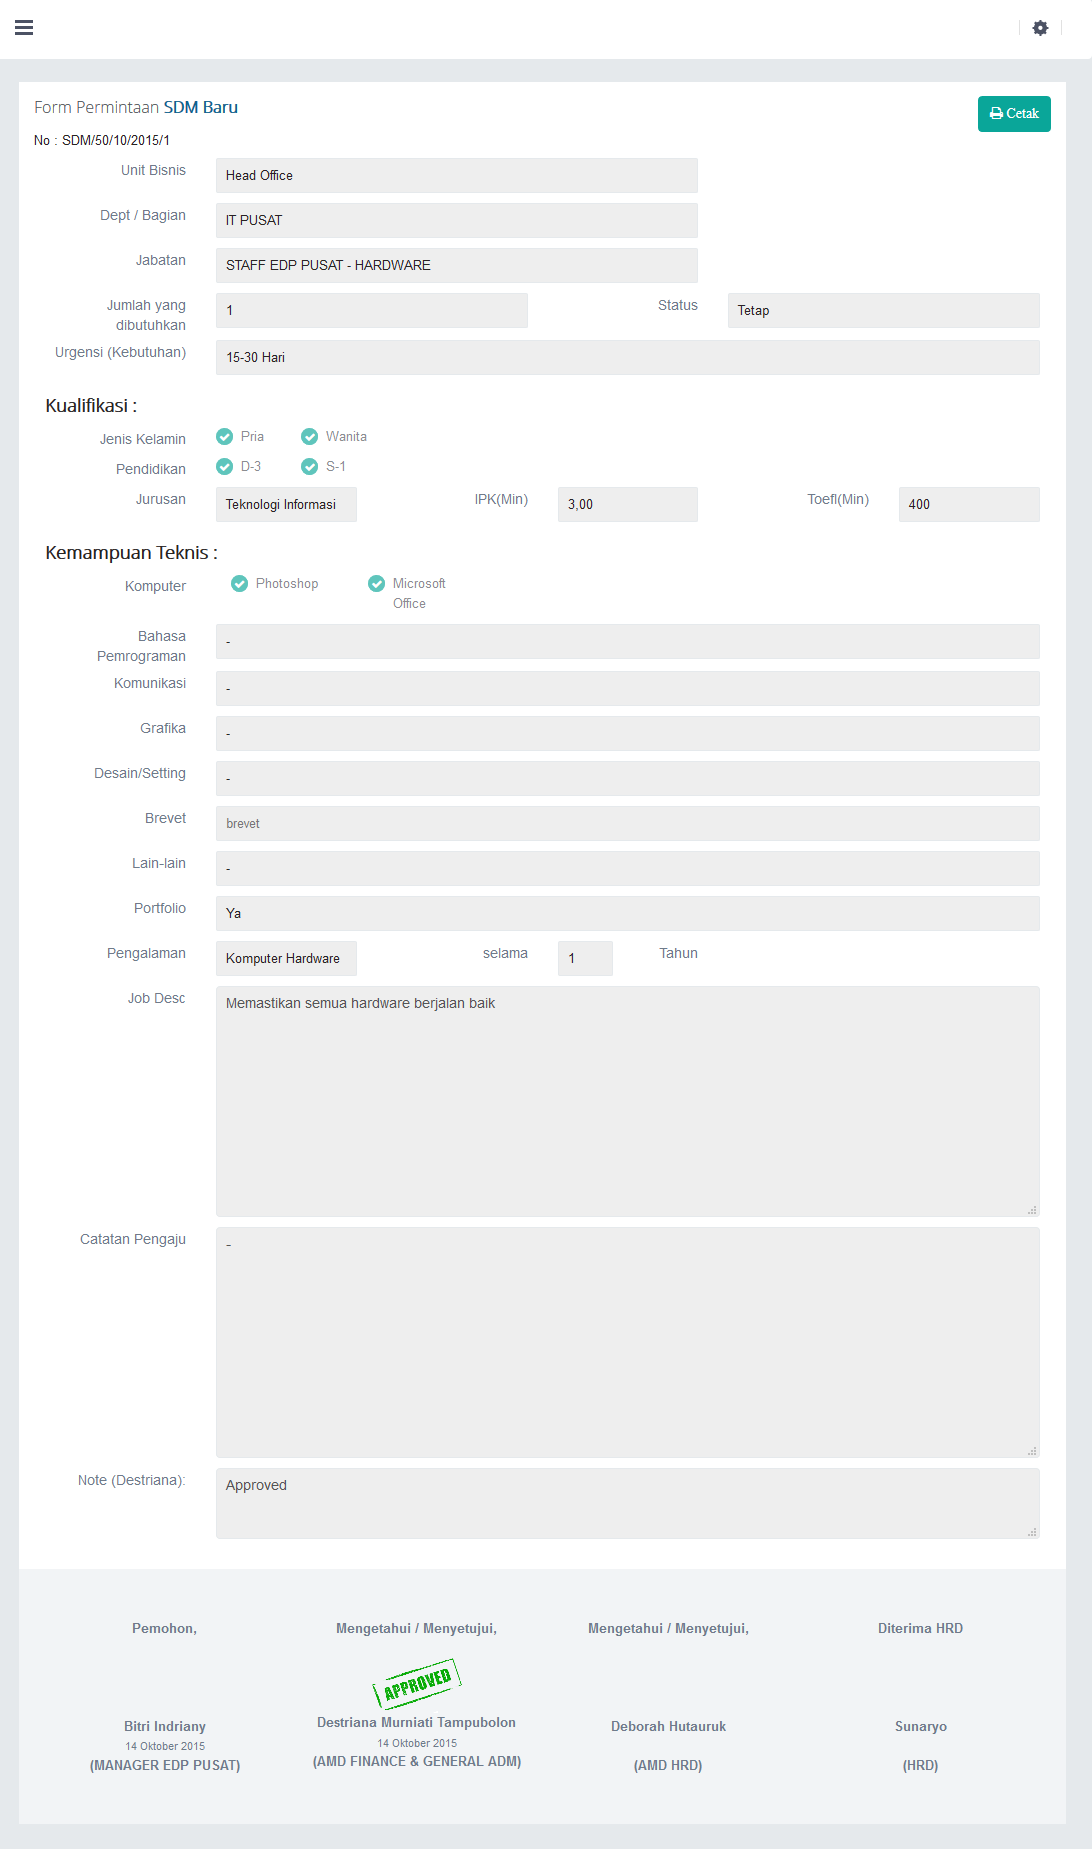 Form Permintaan SDM Baru
Cetak
No : SDM/50/10/2015/1
Unit Bisnis Head Office
Dept / Bagian IT PUSAT
Jabatan STAFF EDP PUSAT - HARDWARE
Jumlah yang dibutuhkan 1 Status Tetap
Urgensi (Kebutuhan) 15-30 Hari
Kualifikasi :
Jenis Kelamin Pria Wanita
Pendidikan D-3 S-1
Jurusan Teknologi Informasi IPK(Min) 3,00 Toefl(Min) 400
Kemampuan Teknis :
Komputer Photoshop Microsoft Office
Bahasa Pemrograman -
Komunikasi -
Grafika -
Desain/Setting -
Brevet brevet
Lain-lain -
Portfolio Ya
Pengalaman Komputer Hardware selama 1 Tahun
Job Desc Memastikan semua hardware berjalan baik
Catatan Pengaju -
Note (Destriana): Approved
Pemohon, Mengetahui / Menyetujui, Mengetahui / Menyetujui, Diterima HRD
APPROVED
Bitri Indriany Destriana Murniati Tampubolon Deborah Hutauruk Sunaryo
14 Oktober 2015 14 Oktober 2015
(MANAGER EDP PUSAT) (AMD FINANCE & GENERAL ADM) (AMD HRD) (HRD)